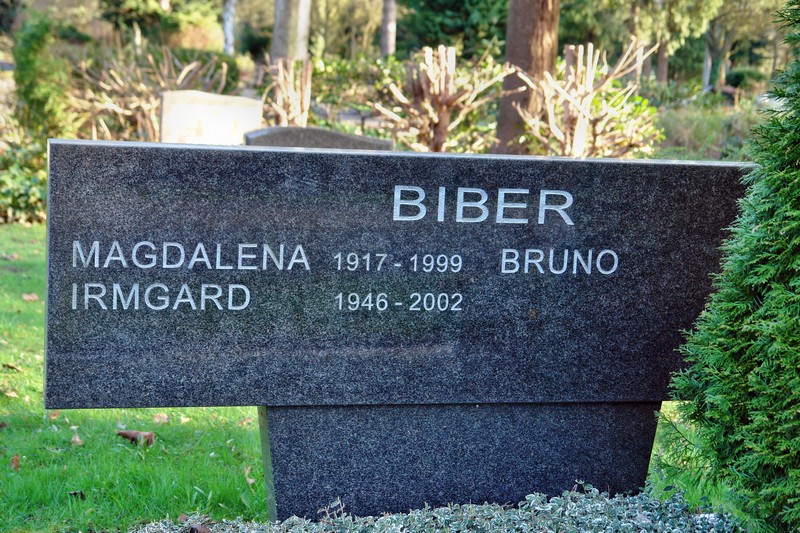 BIBER
MAGDALENA 1917 - 1999 BRUNO
IRMGARD 1946 - 2002